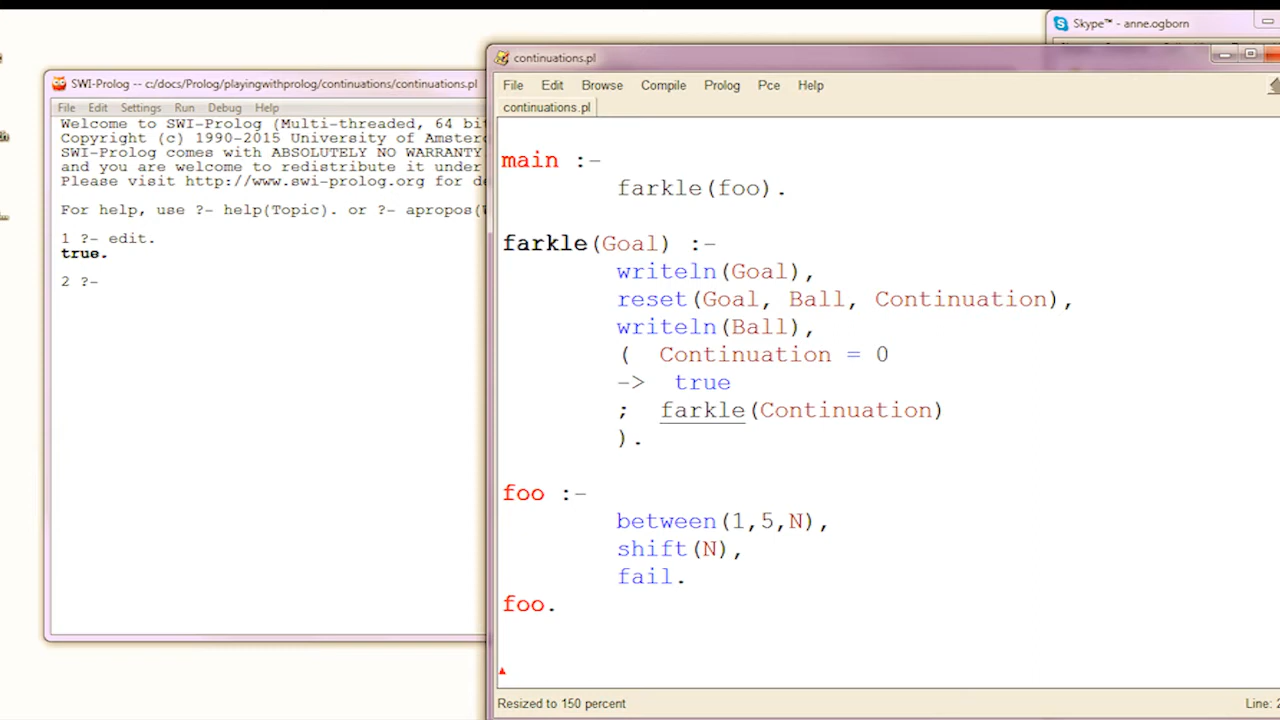 Skype™ - anne.ogborn
SWI-Prolog -- c:/docs/Prolog/playingwithprolog/continuations/continuations.pl
File Edit Settings Run Debug Help
Welcome to SWI-Prolog (Multi-threaded, 64 bit
Copyright (c) 1990-2015 University of Amster
SWI-Prolog comes with ABSOLUTELY NO WARRANTY
and you are welcome to redistribute it under
Please visit http://www.swi-prolog.org for de
For help, use ?- help(Topic). or ?- apropos(
1 ?- edit.
true.
2 ?-
continuations.pl
File Edit Browse Compile Prolog Pce Help
continuations.pl
main :-
farkle(foo).
farkle(Goal) :-
writeln(Goal),
reset(Goal, Ball, Continuation),
writeln(Ball),
( Continuation = 0
-> true
; farkle(Continuation)
).
foo :-
between(1,5,N),
shift(N),
fail.
foo.
Resized to 150 percent
Line: